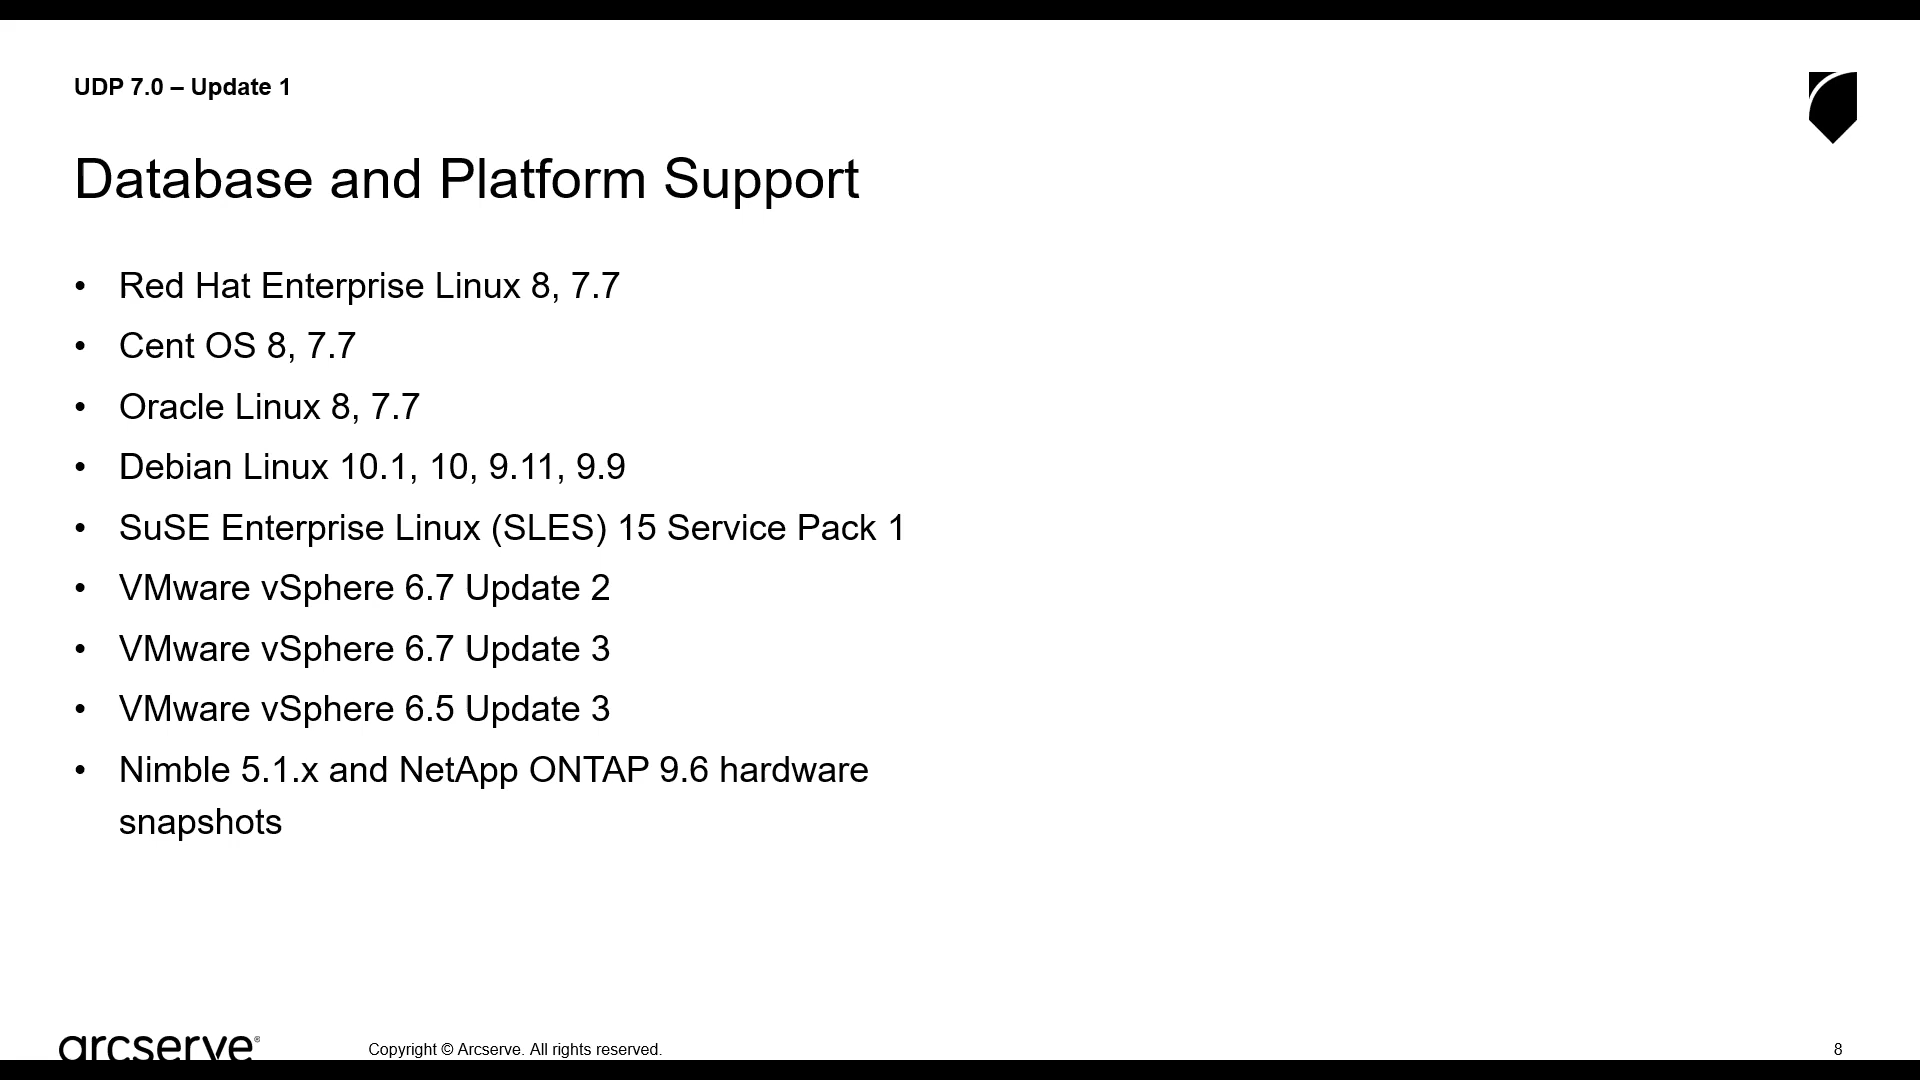 UDP 7.0 – Update 1
Database and Platform Support
• Red Hat Enterprise Linux 8, 7.7
• Cent OS 8, 7.7
• Oracle Linux 8, 7.7
• Debian Linux 10.1, 10, 9.11, 9.9
• SuSE Enterprise Linux (SLES) 15 Service Pack 1
• VMware vSphere 6.7 Update 2
• VMware vSphere 6.7 Update 3
• VMware vSphere 6.5 Update 3
• Nimble 5.1.x and NetApp ONTAP 9.6 hardware
snapshots
arcserve®
Copyright © Arcserve. All rights reserved.
8